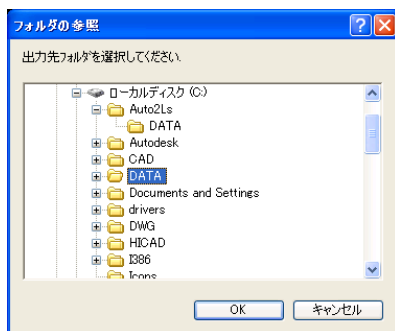 フォルダの参照
出力先フォルダを選択してください.
ローカルディスク (C:)
Auto2Ls
DATA
Autodesk
CAD
DATA
Documents and Settings
drivers
DWG
HICAD
I386
Icons
OK
キャンセル